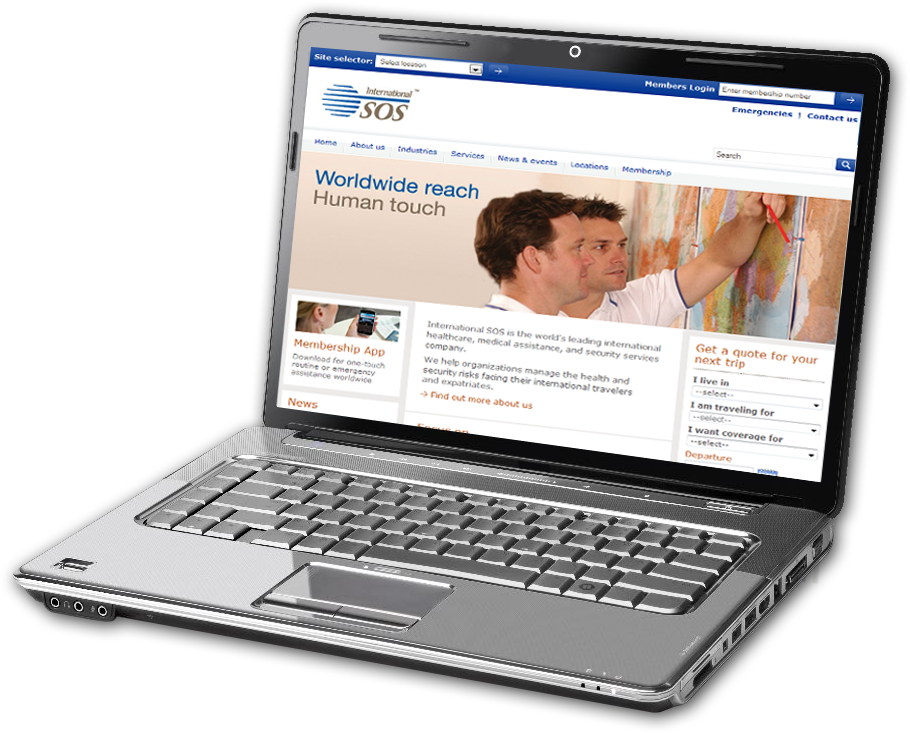 Site selector: Select location
Members Login Enter membership number
Emergencies | Contact us
International™
SOS
Search
Home About us Industries Services News & events Locations Membership
Worldwide reach
Human touch
Membership App
Download for one-touch
routine or emergency
assistance worldwide
News
International SOS is the world's leading international
healthcare, medical assistance, and security services
company.
We help organizations manage the health and
security risks facing their international travelers
and expatriates.
→ Find out more about us
Focus on
Get a quote for your
next trip
I live in
--select--
I am traveling for
--select--
I want coverage for
--select--
Departure